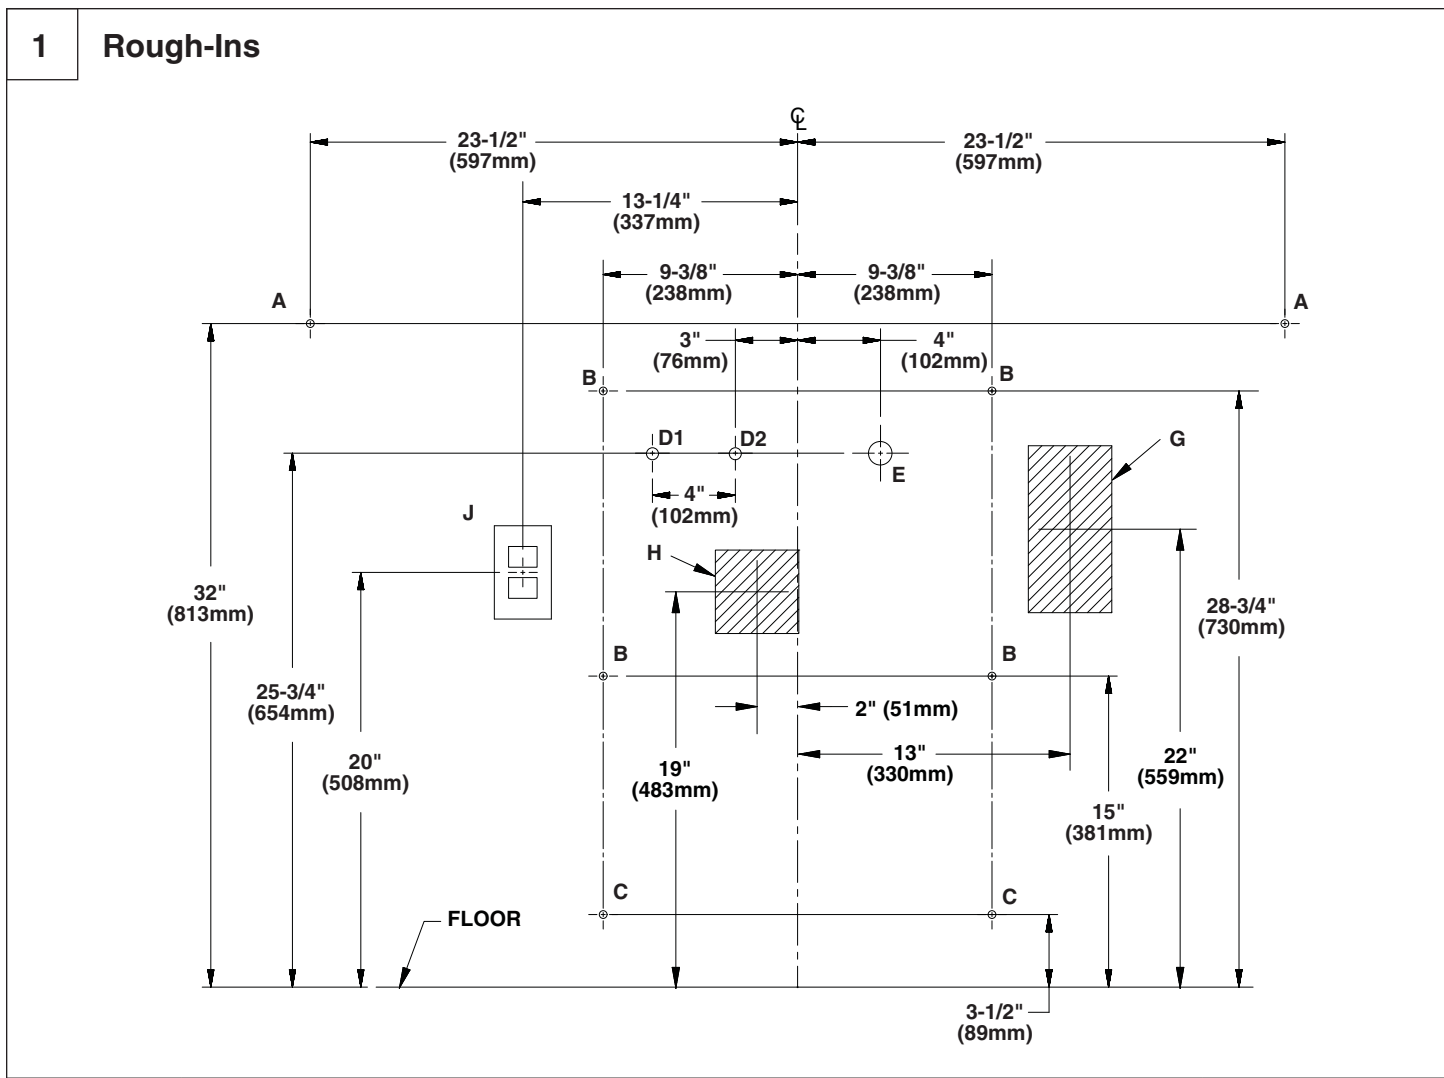 1 Rough-Ins
℄
23-1/2"
(597mm)
23-1/2"
(597mm)
13-1/4"
(337mm)
9-3/8"
(238mm)
9-3/8"
(238mm)
A
A
3"
(76mm)
4"
(102mm)
B
B
D1
D2
E
G
4"
(102mm)
J
H
32"
(813mm)
28-3/4"
(730mm)
B
B
25-3/4"
(654mm)
2" (51mm)
20"
(508mm)
19"
(483mm)
13"
(330mm)
22"
(559mm)
15"
(381mm)
C
C
FLOOR
3-1/2"
(89mm)